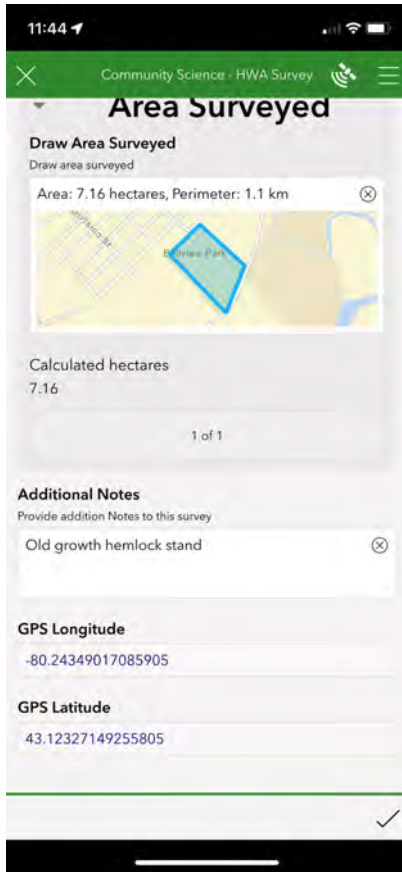 11:44
Community Science - HWA Survey
Area Surveyed
Draw Area Surveyed
Draw area surveyed
Area: 7.16 hectares, Perimeter: 1.1 km
Bellview Park
Calculated hectares
7.16
1 of 1
Additional Notes
Provide addition Notes to this survey
Old growth hemlock stand
GPS Longitude
-80.24349017085905
GPS Latitude
43.12327149255805